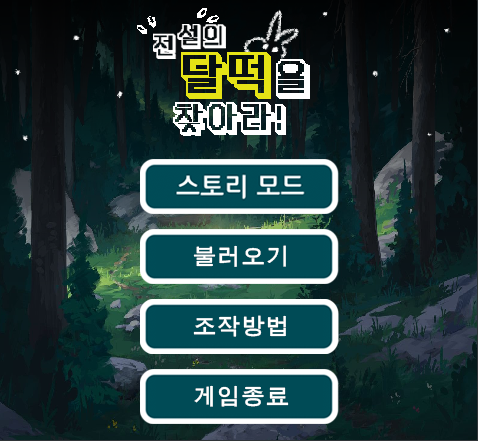 전설의
달떡을
찾아라!
스토리 모드
불러오기
조작방법
게임종료